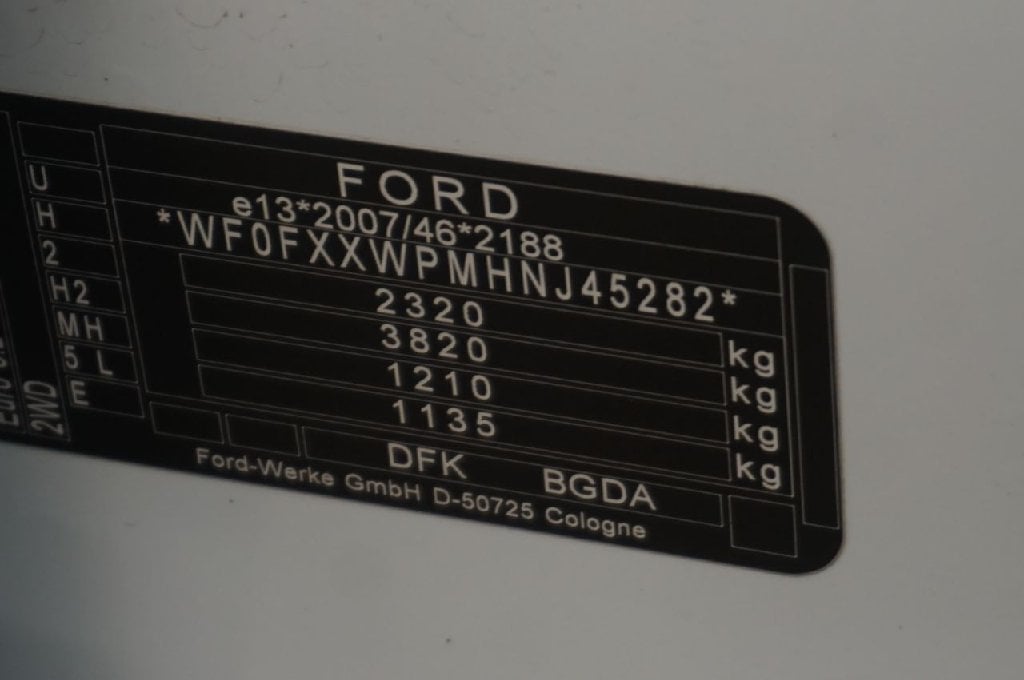 FORD
e13*2007/46*2188
*WF0FXXWPMHNJ45282*
2320 kg
3820 kg
1210 kg
1135 kg
U
H
2
H2
MH
5 L
E
2WD
DFK BGDA
Ford-Werke GmbH D-50725 Cologne